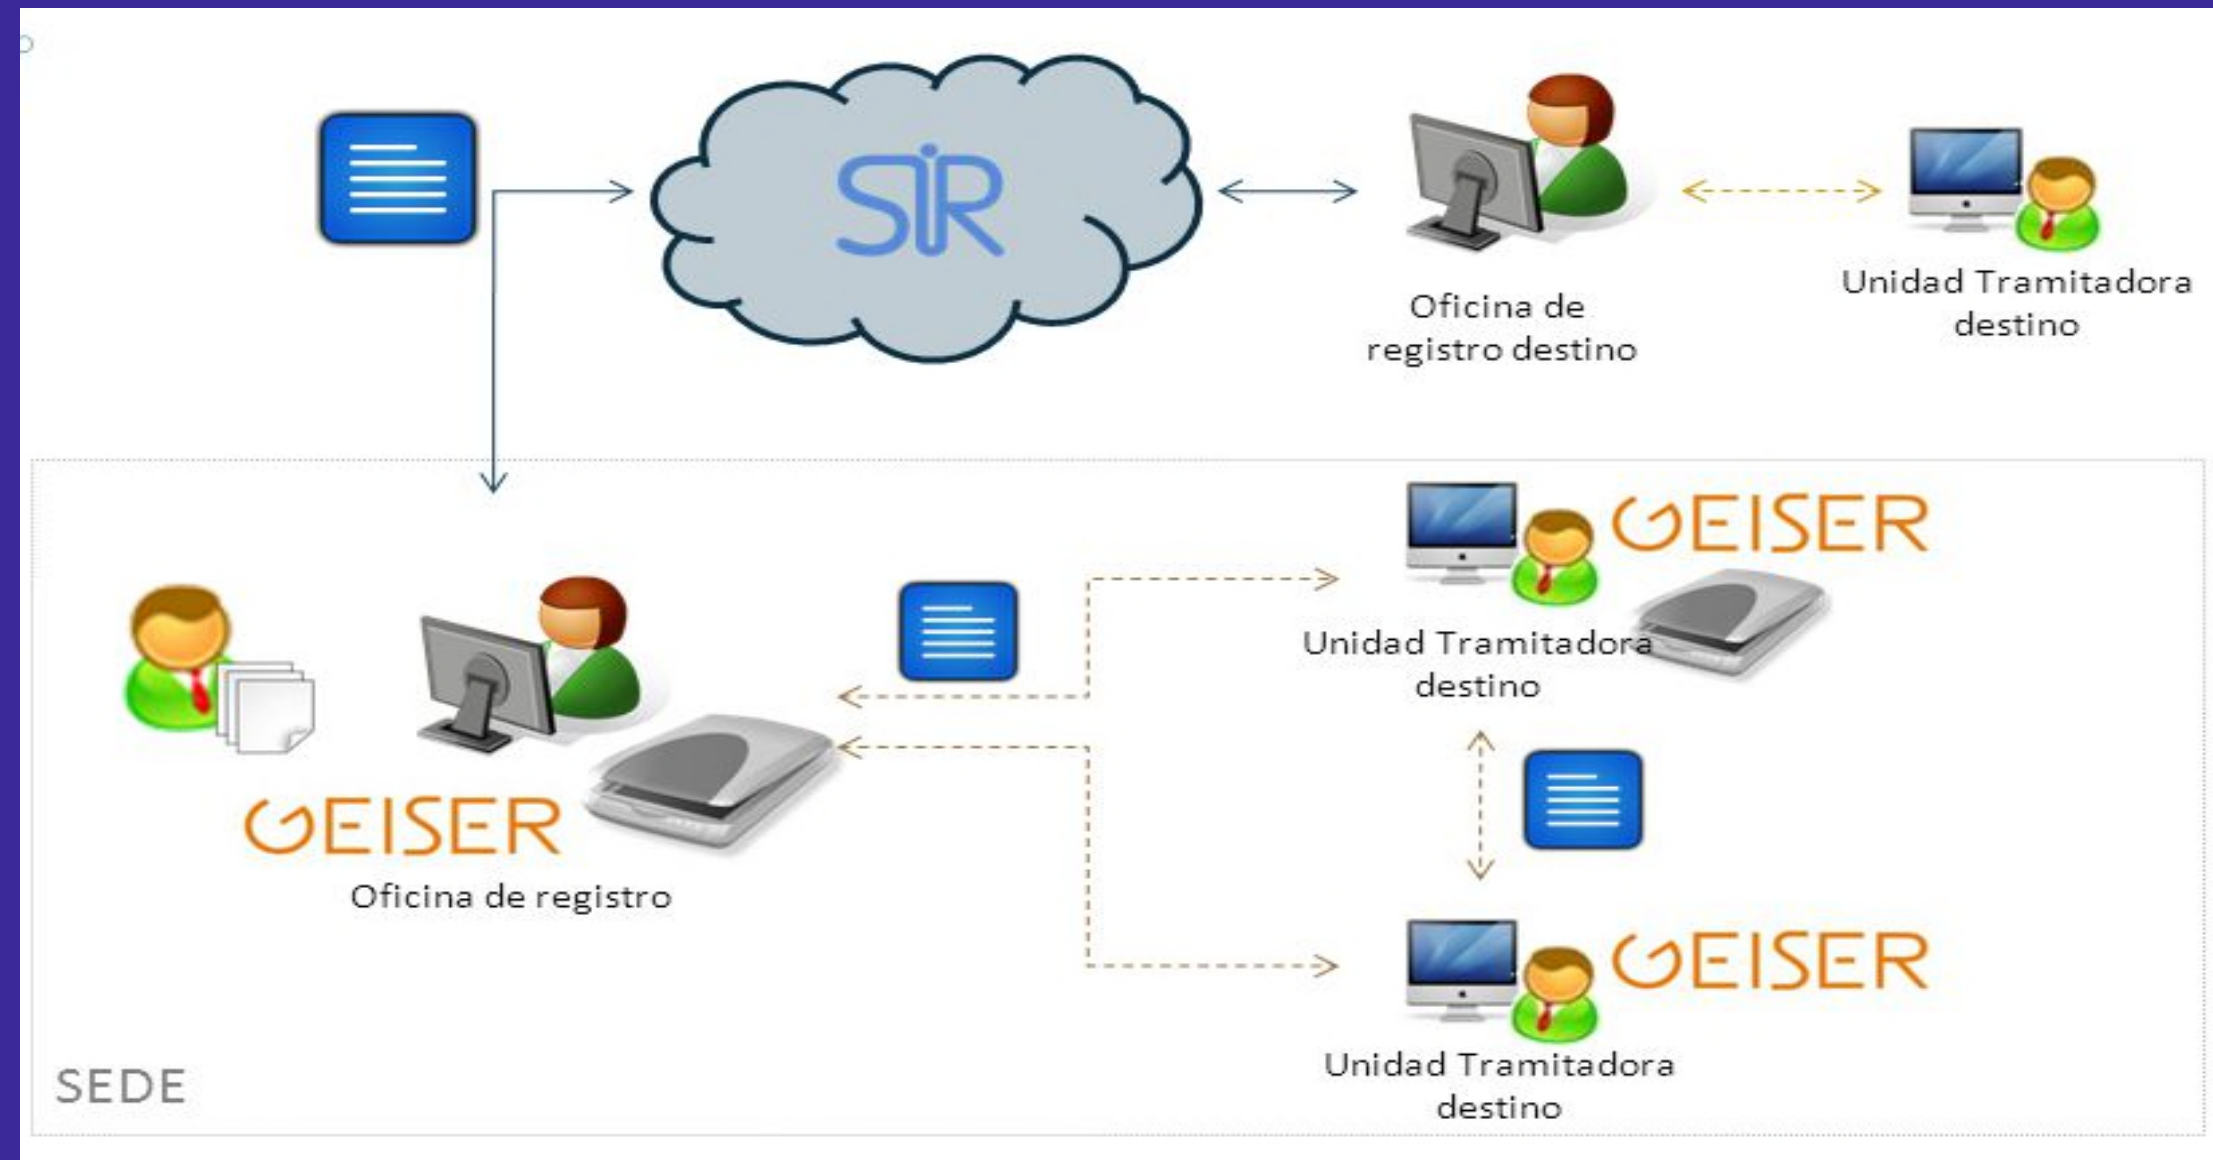 SIR
Unidad Tramitadora
destino
Oficina de
registro destino
GEISER
Unidad Tramitadora
destino
GEISER
Oficina de registro
GEISER
Unidad Tramitadora
destino
SEDE